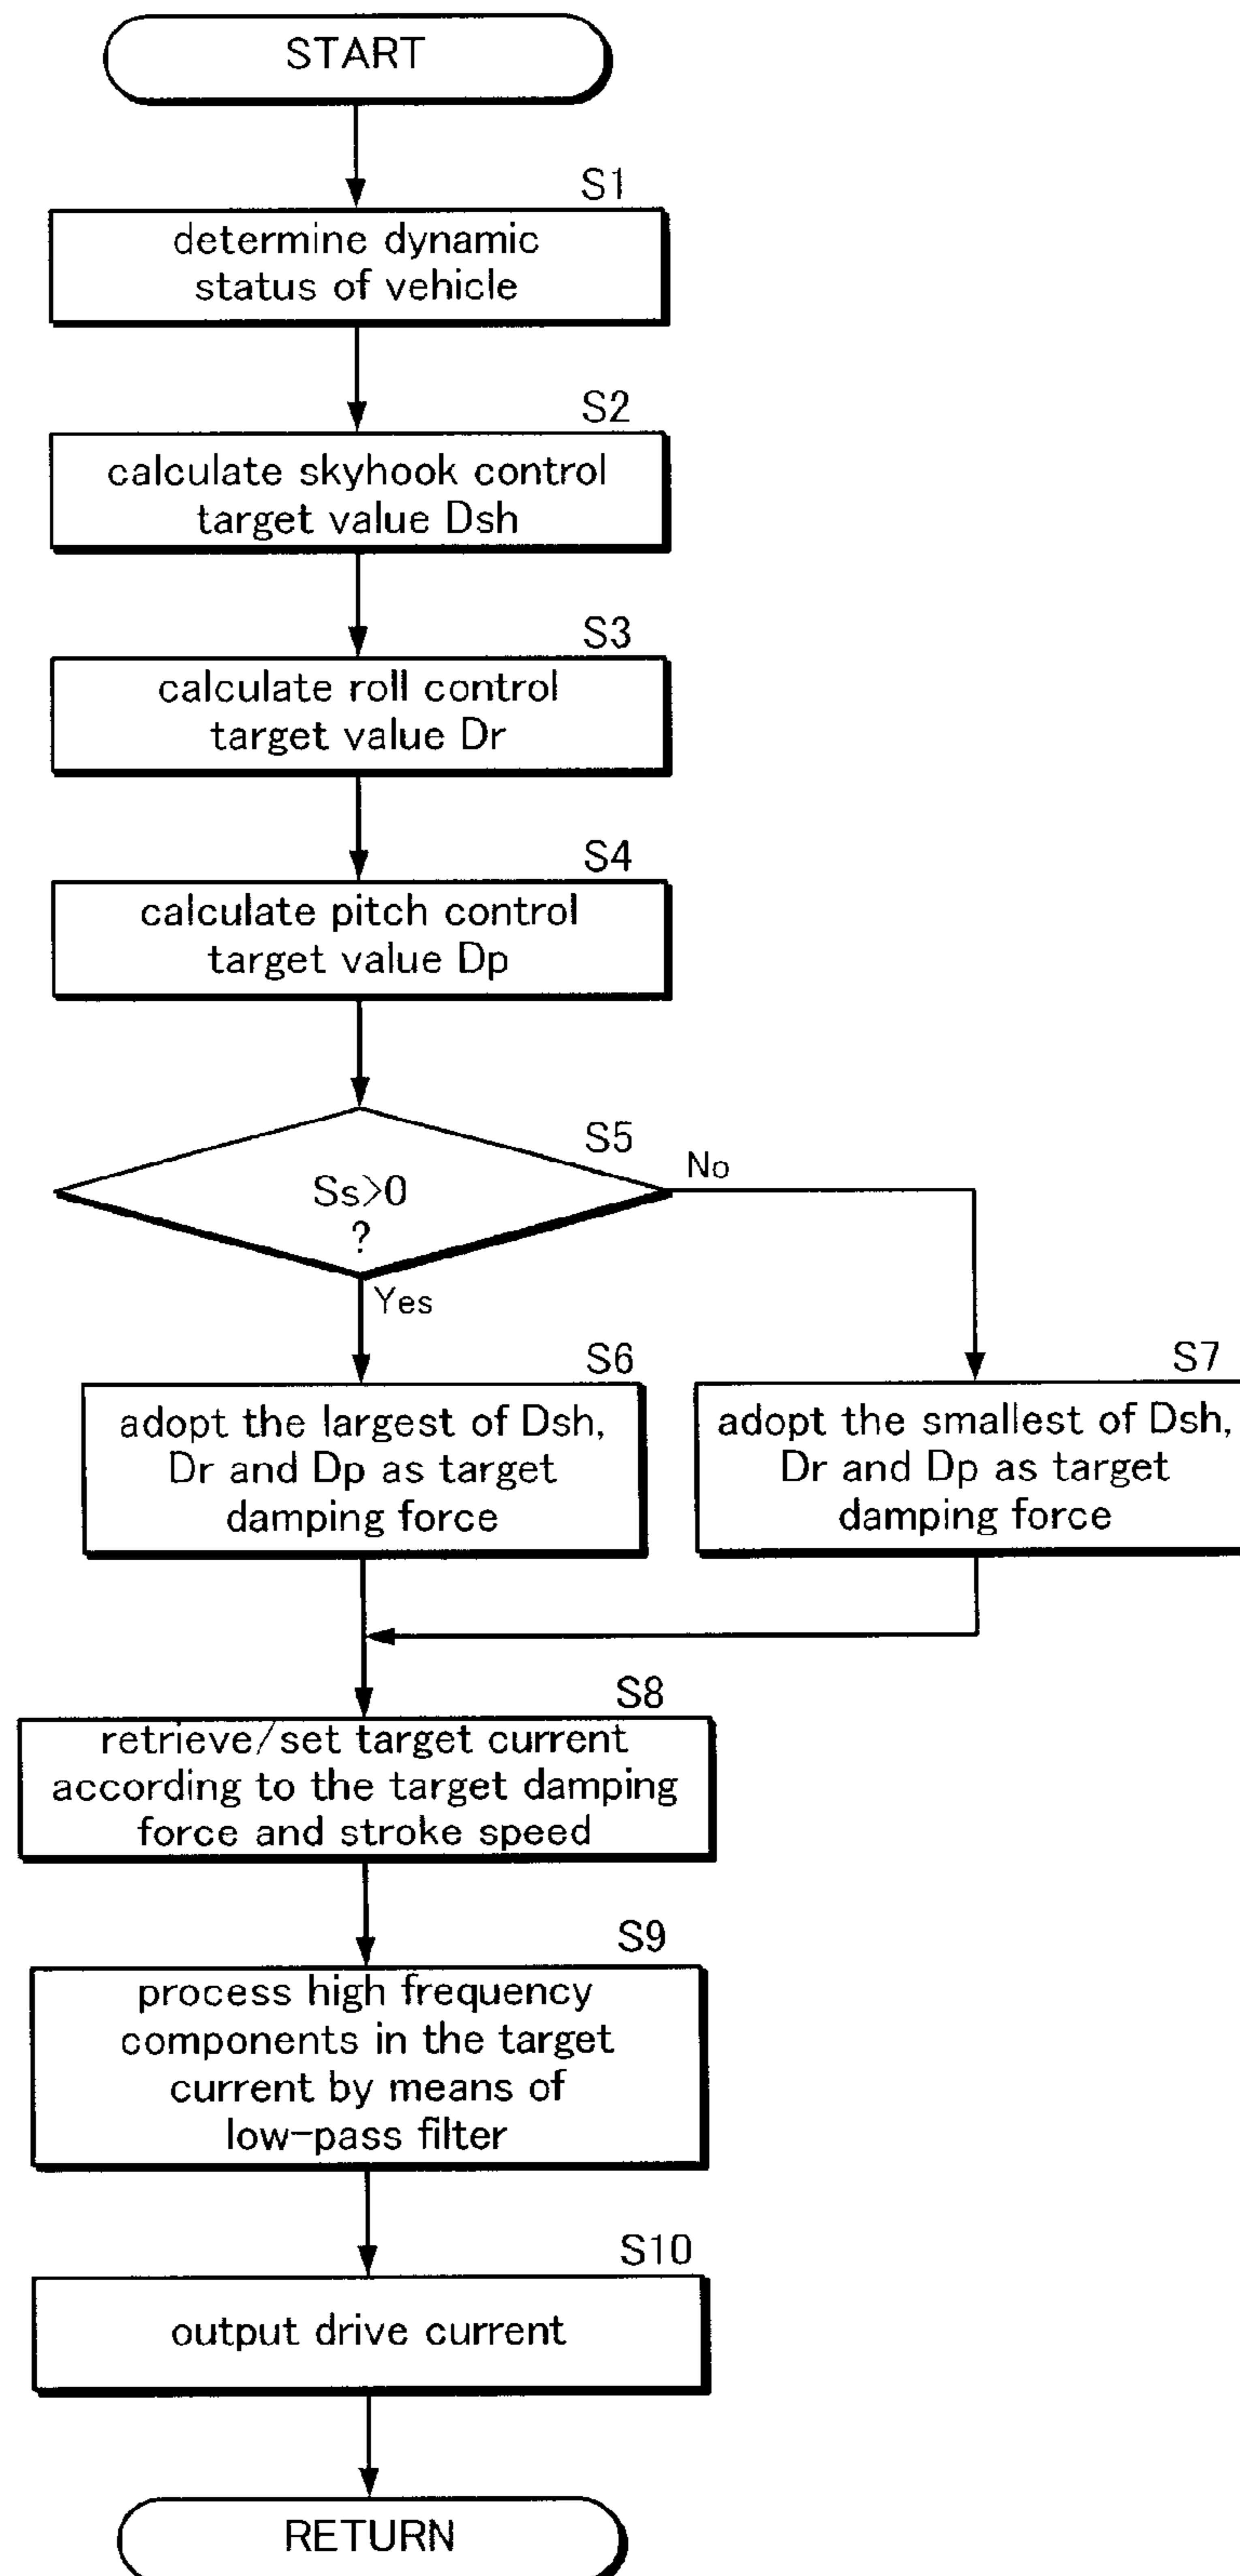 START
S1
determine dynamic
status of vehicle
S2
calculate skyhook control
target value Dsh
S3
calculate roll control
target value Dr
S4
calculate pitch control
target value Dp
S5
Ss>0
?
No
Yes
S6
adopt the largest of Dsh,
Dr and Dp as target
damping force
S7
adopt the smallest of Dsh,
Dr and Dp as target
damping force
S8
retrieve/set target current
according to the target damping
force and stroke speed
S9
process high frequency
components in the target
current by means of
low-pass filter
S10
output drive current
RETURN